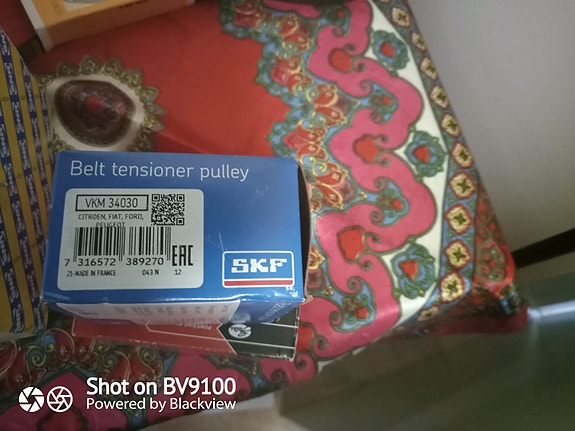 Belt tensioner pulley
VKM 34030
CITROEN, FIAT, FORD,
PEUGEOT
7 316572 389270
EAC
21-MADE IN FRANCE 043 N 12
SKF
Shot on BV9100
Powered by Blackview